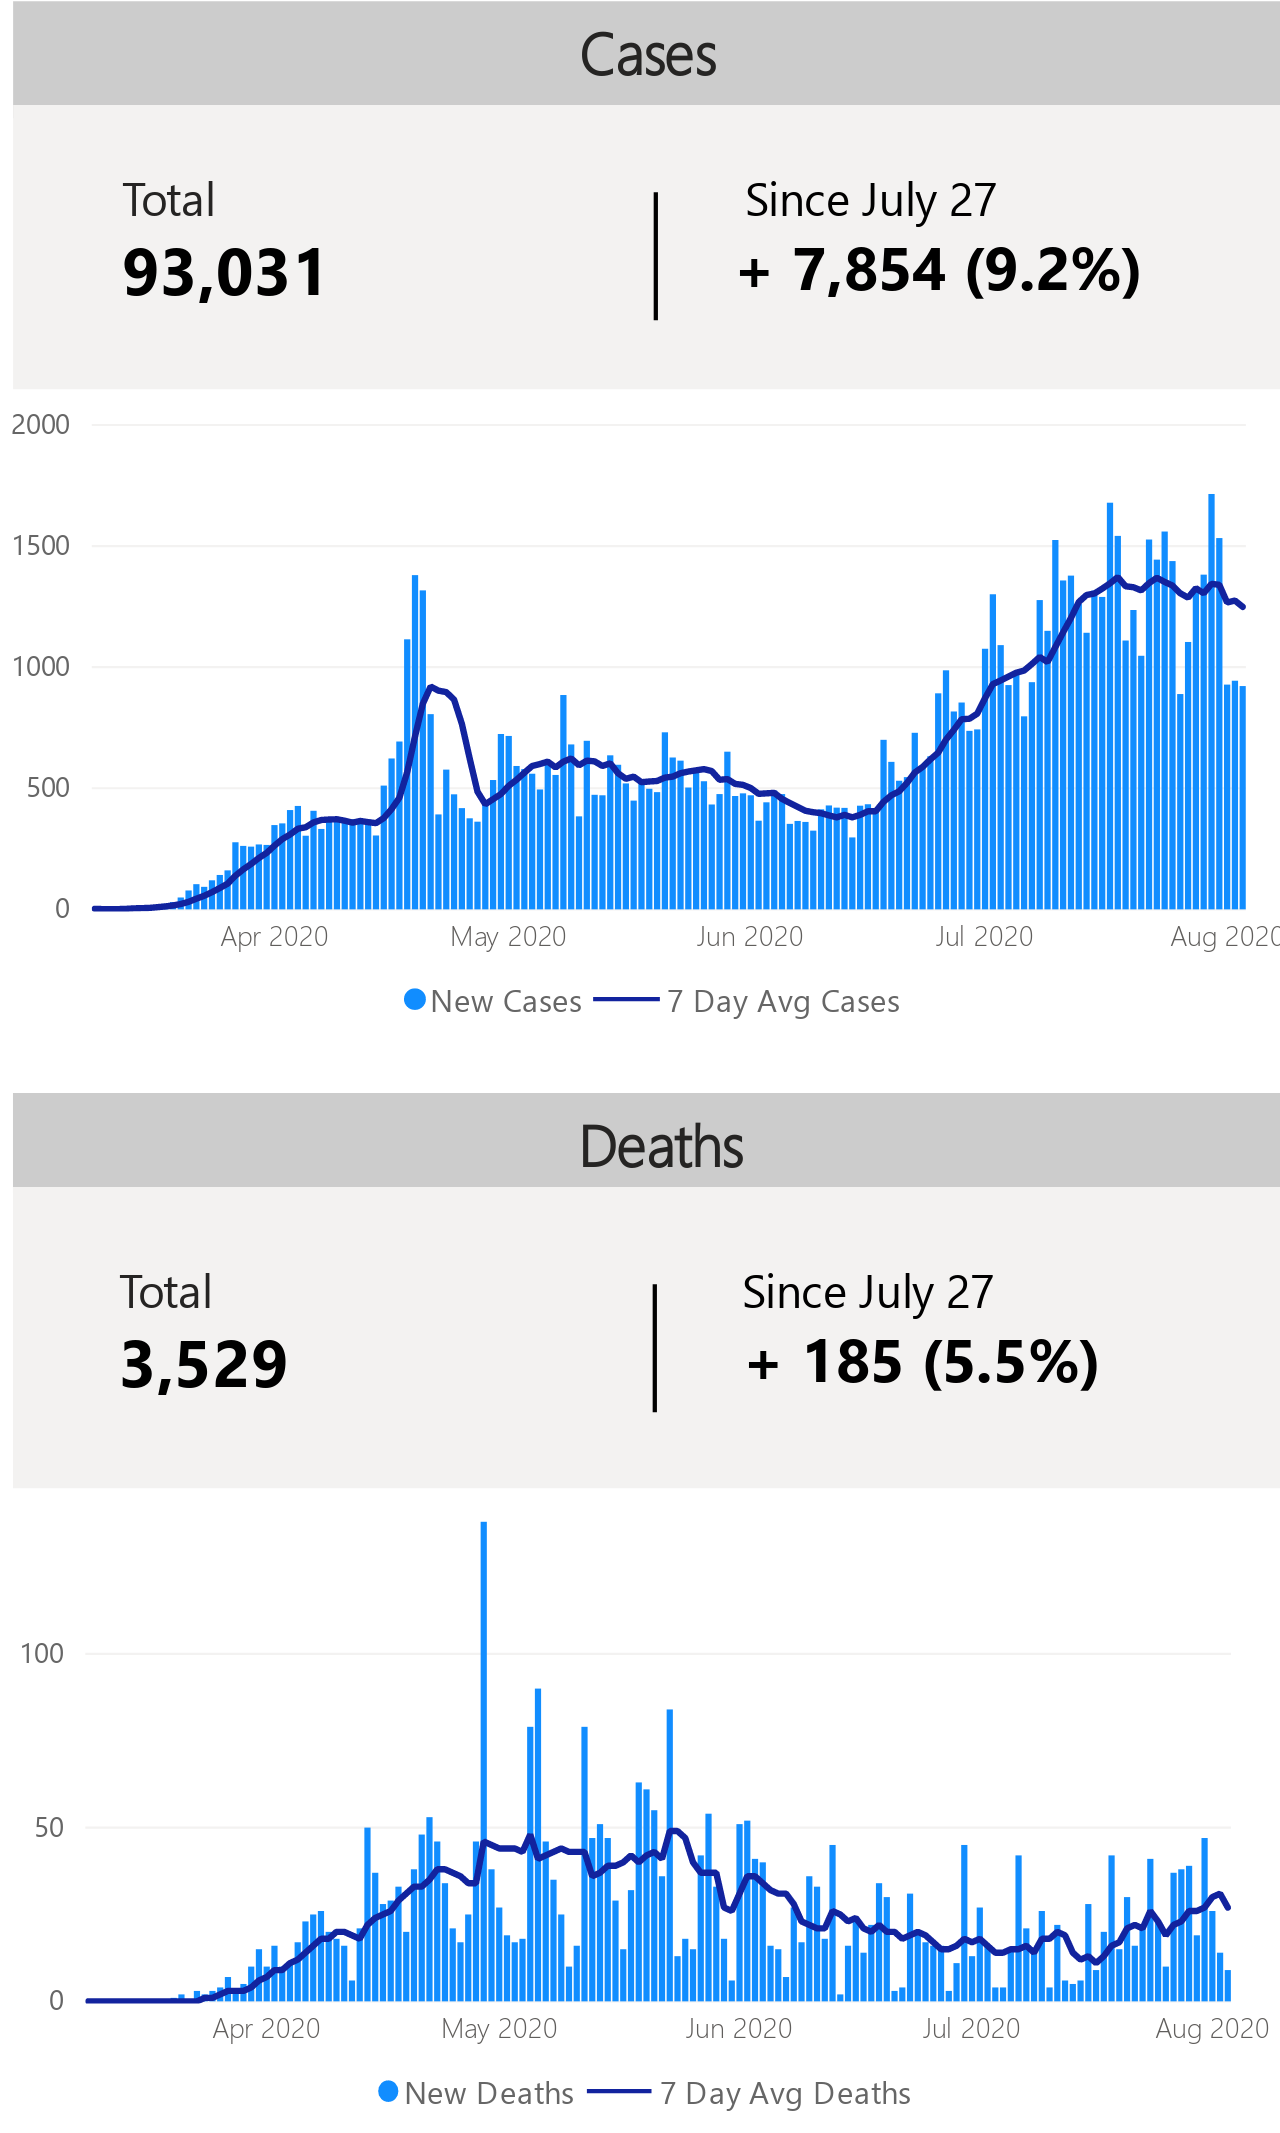 Cases
Total
Since July 27
93,031
+ 7,854 (9.2%)
2000
1500
1000
500
0
Apr 2020
May 2020
Jun 2020
Jul 2020
Aug 2020
New Cases
7 Day Avg Cases
Deaths
Total
Since July 27
3,529
+ 185 (5.5%)
100
50
0
Apr 2020
May 2020
Jun 2020
Jul 2020
Aug 2020
New Deaths
7 Day Avg Deaths